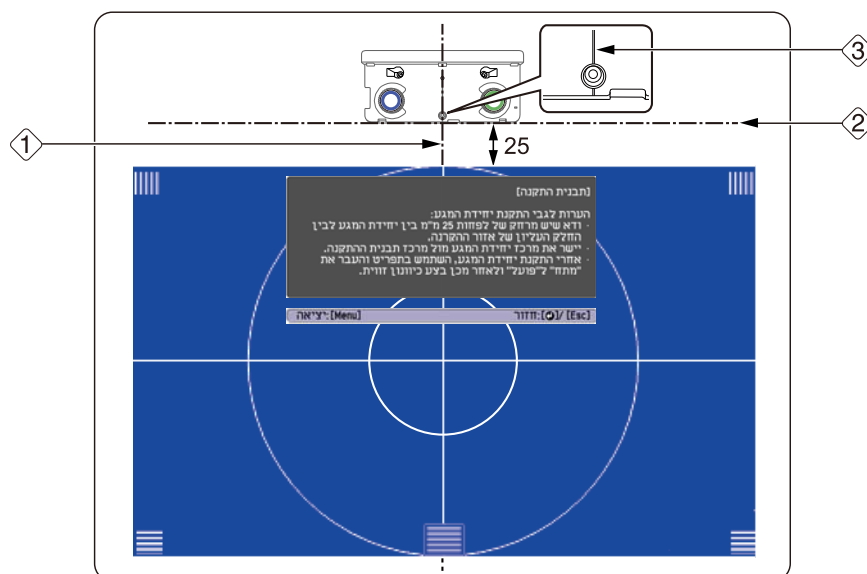 3
2
1
25
[תבנית התקנה]
הערות לגבי התקנת יחידת המגע:
· ודא שיש מרחק של לפחות 25 מ"מ בין יחידת המגע לבין
החלק העליון של אזור ההקרנה.
· יישר את מרכז יחידת המגע מול מרכז תבנית ההתקנה.
· אחרי התקנת יחידת המגע, השתמש בתפריט והעבר את
"מתח" ל"פועל" ולאחר מכן בצע כיוונון זווית.
[Esc] /[⏎]:חזור [Menu]:יציאה